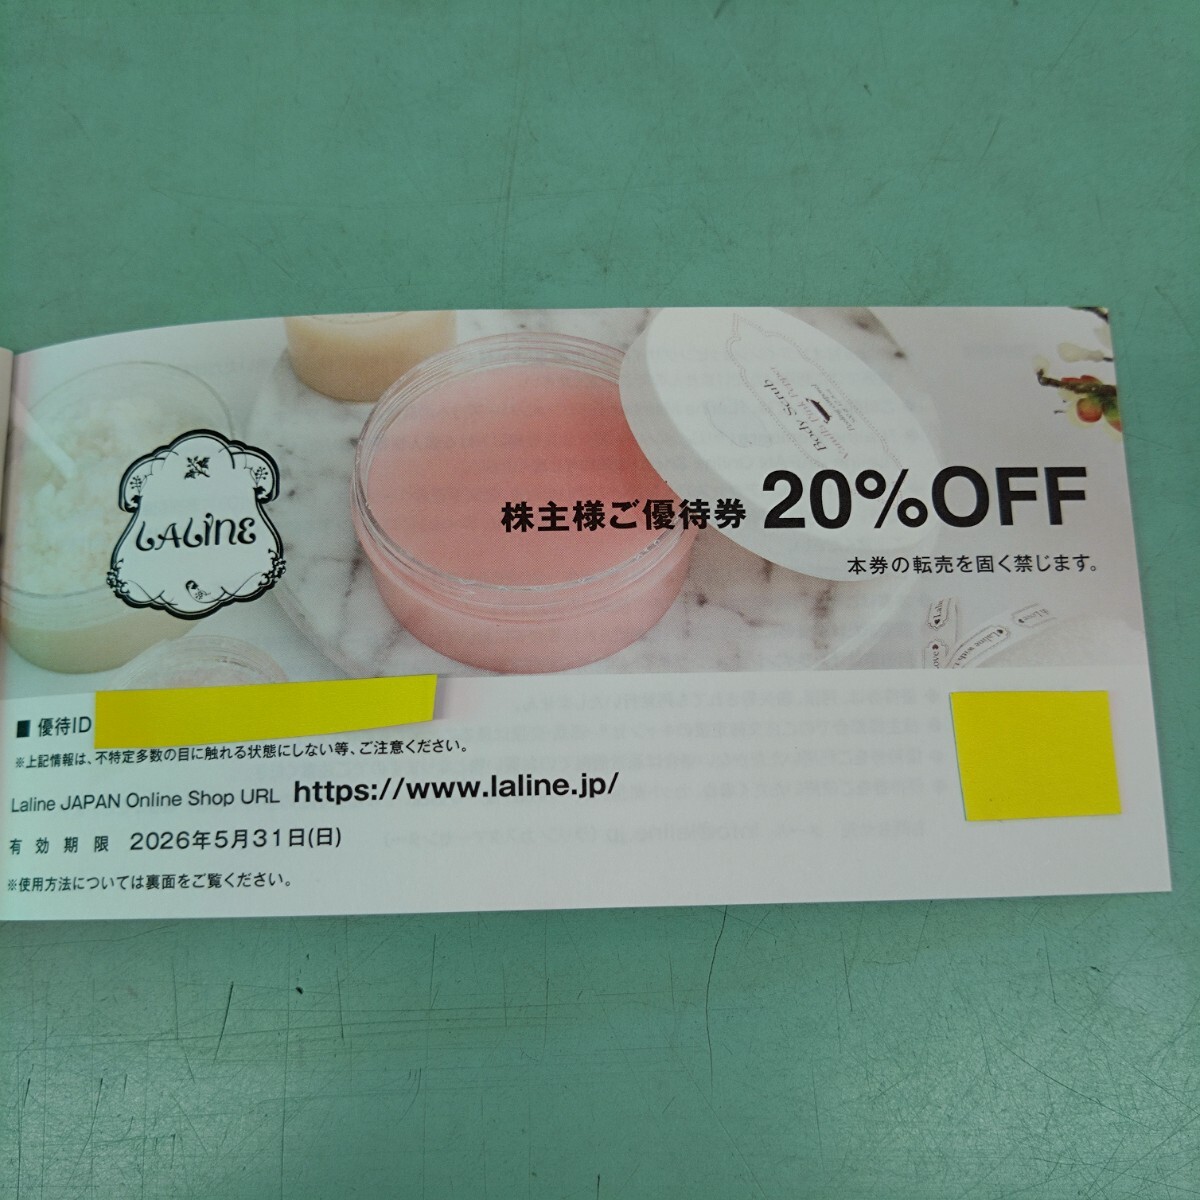 Body Scrub
Vanilla Pink Pepper
LALINE
株主様ご優待券 20%OFF
本券の転売を固く禁じます。
■ 優待ID
※上記情報は、不特定多数の目に触れる状態にしない等、ご注意ください。
Laline JAPAN Online Shop URL https://www.laline.jp/
有効期限 2026年5月31日(日)
※使用方法については裏面をご覧ください。